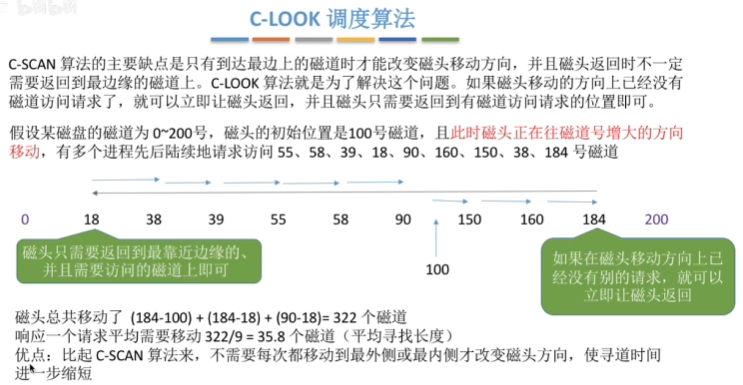 C-LOOK 调度算法
C-SCAN 算法的主要缺点是只有到达最边上的磁道时才能改变磁头移动方向，并且磁头返回时不一定
需要返回到最边缘的磁道上。C-LOOK 算法就是为了解决这个问题。如果磁头移动的方向上已经没有
磁道访问请求了，就可以立即让磁头返回，并且磁头只需要返回到有磁道访问请求的位置即可。
假设某磁盘的磁道为 0~200号，磁头的初始位置是100号磁道，且此时磁头正在往磁道号增大的方向
移动，有多个进程先后陆续地请求访问 55、58、39、18、90、160、150、38、184 号磁道
0 18 38 39 55 58 90 150 160 184 200
100
磁头只需要返回到最靠近边缘的、
并且需要访问的磁道上即可
如果在磁头移动方向上已
经没有别的请求，就可以
立即让磁头返回
磁头总共移动了 (184-100) + (184-18) + (90-18)= 322 个磁道
响应一个请求平均需要移动 322/9 = 35.8 个磁道（平均寻找长度）
优点：比起 C-SCAN 算法来，不需要每次都移动到最外侧或最内侧才改变磁头方向，使寻道时间
进一步缩短